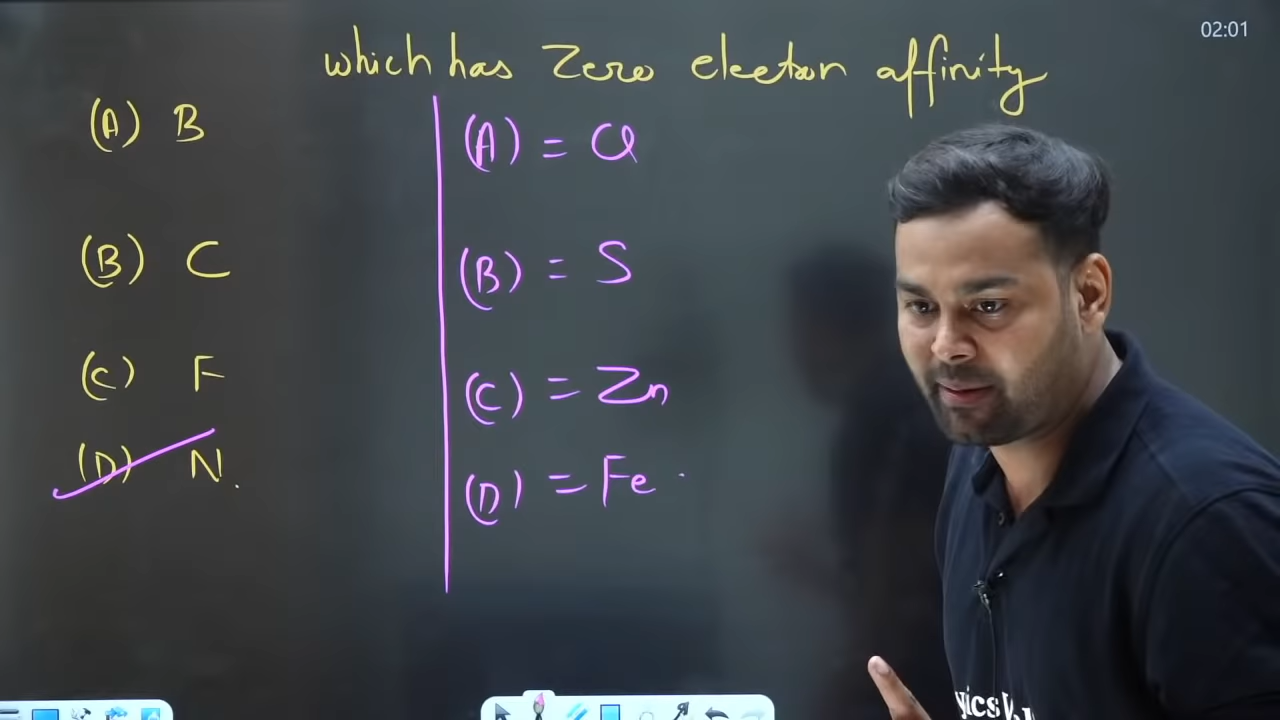 02:01
which has Zero electron affinity
(A) B
(B) C
(C) F
(D) N.
(A) = Cl
(B) = S
(C) = Zn
(D) = Fe